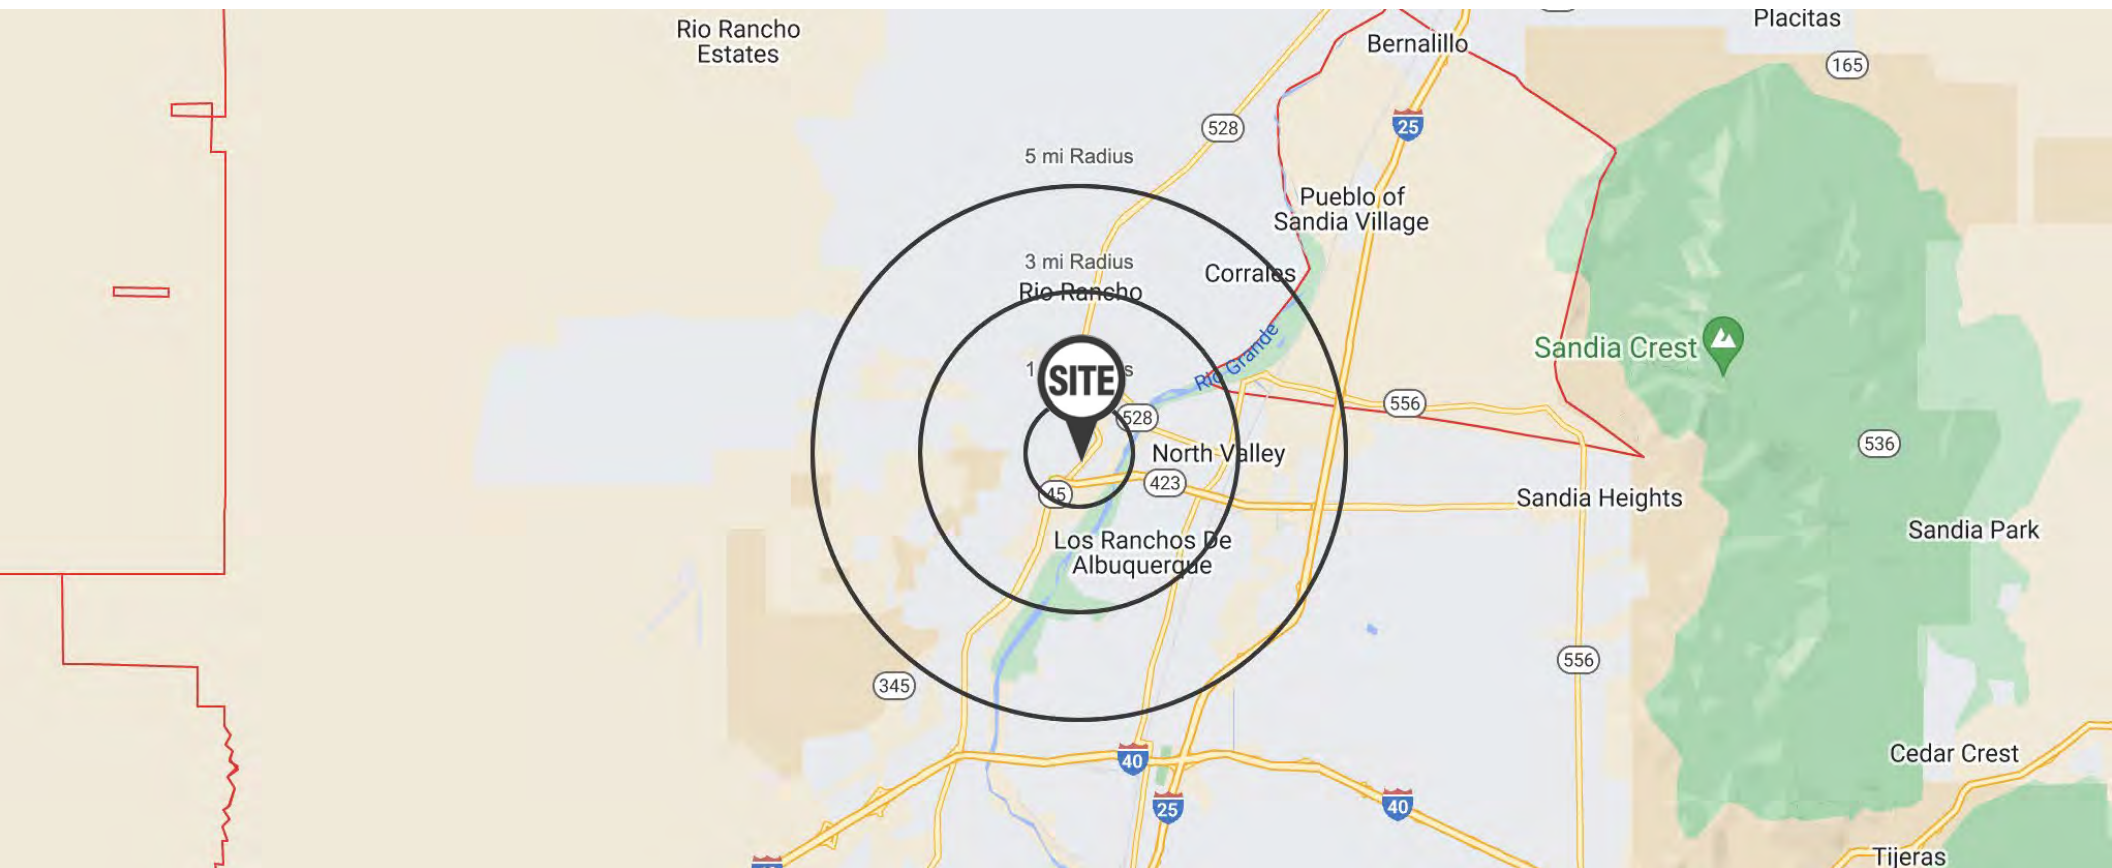 Placitas
Rio Rancho
Estates
Bernalillo
165
25
528
5 mi Radius
Pueblo of
Sandia Village
3 mi Radius
Corrales
Rio Rancho
Rio Grande
Sandia Crest
1
s
SITE
556
528
536
North Valley
423
45
Sandia Heights
Sandia Park
Los Ranchos De
Albuquerque
556
345
Cedar Crest
40
25
40
Tijeras